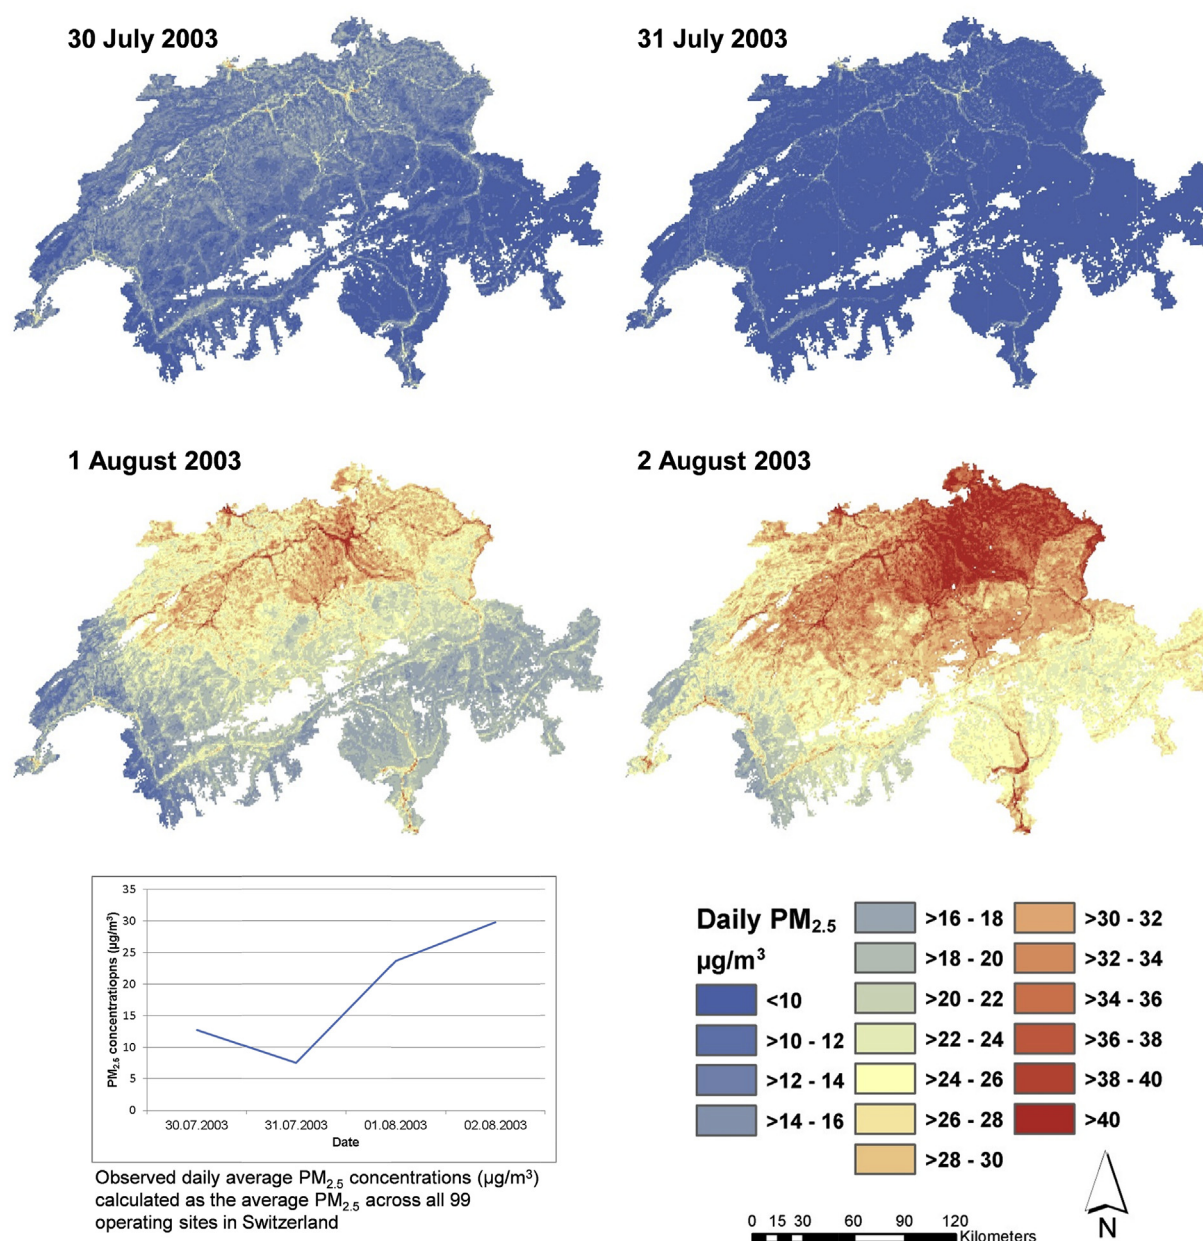 30 July 2003
31 July 2003
1 August 2003
2 August 2003
35
30
25
20
15
10
5
0
PM2.5 concentratiopns (µg/m³)
30.07.2003 31.07.2003 01.08.2003 02.08.2003
Date
Observed daily average PM2.5 concentrations (µg/m³)
calculated as the average PM2.5 across all 99
operating sites in Switzerland
Daily PM2.5
µg/m³
<10
>10 - 12
>12 - 14
>14 - 16
>16 - 18
>18 - 20
>20 - 22
>22 - 24
>24 - 26
>26 - 28
>28 - 30
>30 - 32
>32 - 34
>34 - 36
>36 - 38
>38 - 40
>40
N
0 15 30 60 90 120
Kilometers